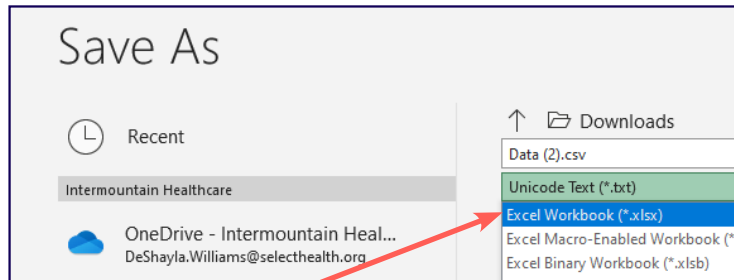 Save As
Recent
Intermountain Healthcare
OneDrive - Intermountain Heal...
DeShayla.Williams@selecthealth.org
Downloads
Data (2).csv
Unicode Text (*.txt)
Excel Workbook (*.xlsx)
Excel Macro-Enabled Workbook (*
Excel Binary Workbook (*.xlsb)